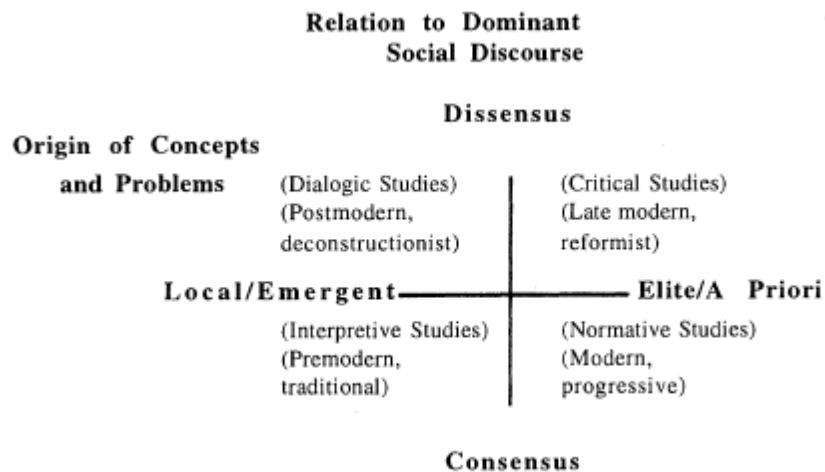 Relation to Dominant
Social Discourse
Dissensus
Origin of Concepts
and Problems
(Dialogic Studies)
(Postmodern,
deconstructionist)
(Critical Studies)
(Late modern,
reformist)
Local/Emergent
Elite/A Priori
(Interpretive Studies)
(Premodern,
traditional)
(Normative Studies)
(Modern,
progressive)
Consensus